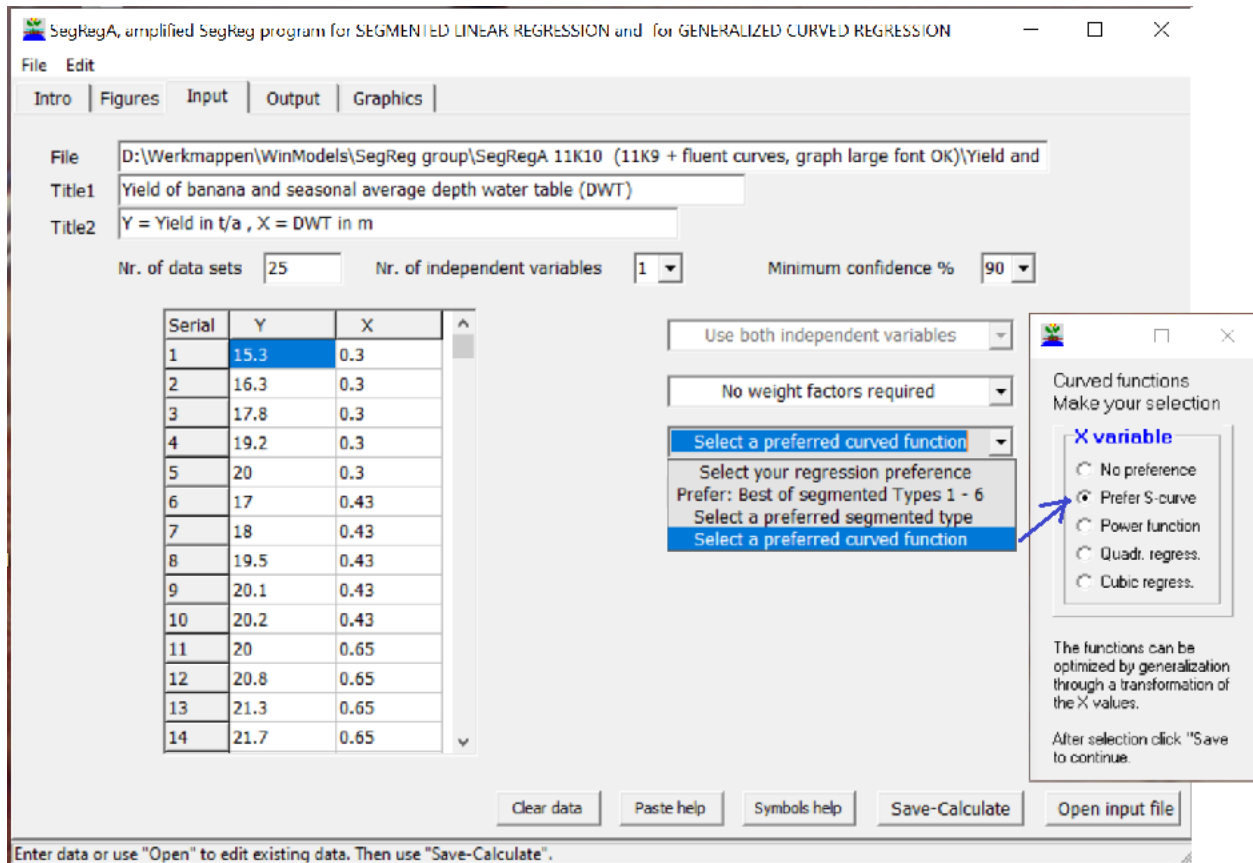 SegRegA, amplified SegReg program for SEGMENTED LINEAR REGRESSION and for GENERALIZED CURVED REGRESSION
File Edit
Intro Figures Input Output Graphics
File D:\Werkmappen\WinModels\SegReg group\SegRegA 11K10 (11K9 + fluent curves, graph large font OK)\Yield and
Title1 Yield of banana and seasonal average depth water table (DWT)
Title2 Y = Yield in t/a , X = DWT in m
Nr. of data sets 25 Nr. of independent variables 1 Minimum confidence % 90
Serial Y X
1 15.3 0.3
2 16.3 0.3
3 17.8 0.3
4 19.2 0.3
5 20 0.3
6 17 0.43
7 18 0.43
8 19.5 0.43
9 20.1 0.43
10 20.2 0.43
11 20 0.65
12 20.8 0.65
13 21.3 0.65
14 21.7 0.65
Use both independent variables
No weight factors required
Select a preferred curved function
Select your regression preference
Prefer: Best of segmented Types 1 - 6
Select a preferred segmented type
Select a preferred curved function
Curved functions
Make your selection
X variable
No preference
Prefer S-curve
Power function
Quadr. regress.
Cubic regress.
The functions can be
optimized by generalization
through a transformation of
the X values.
After selection click "Save
to continue.
Clear data Paste help Symbols help Save-Calculate Open input file
Enter data or use "Open" to edit existing data. Then use "Save-Calculate".